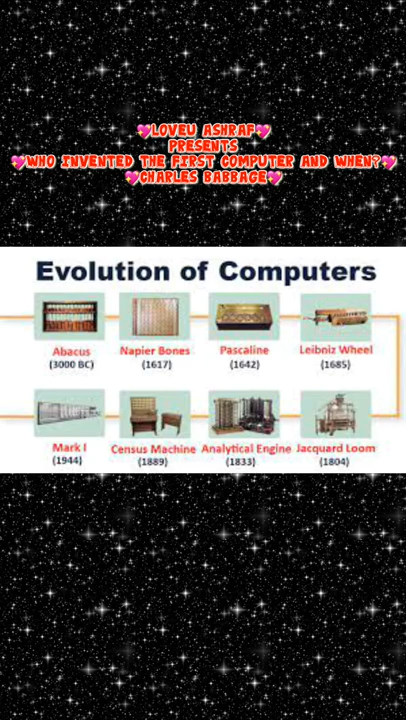 💖LOVEU ASHRAF💖
PRESENTS
💖WHO INVENTED THE FIRST COMPUTER AND WHEN?💖
💖CHARLES BABBAGE💖
Evolution of Computers
Abacus Napier Bones Pascaline Leibniz Wheel
(3000 BC) (1617) (1642) (1685)
Mark I Census Machine Analytical Engine Jacquard Loom
(1944) (1889) (1833) (1804)